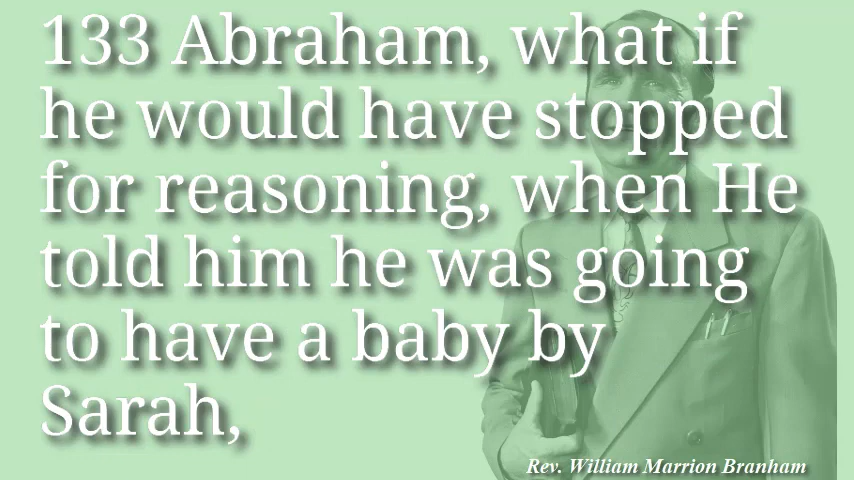 133 Abraham, what if
he would have stopped
for reasoning, when He
told him he was going
to have a baby by
Sarah,
Rev. William Marrion Branham